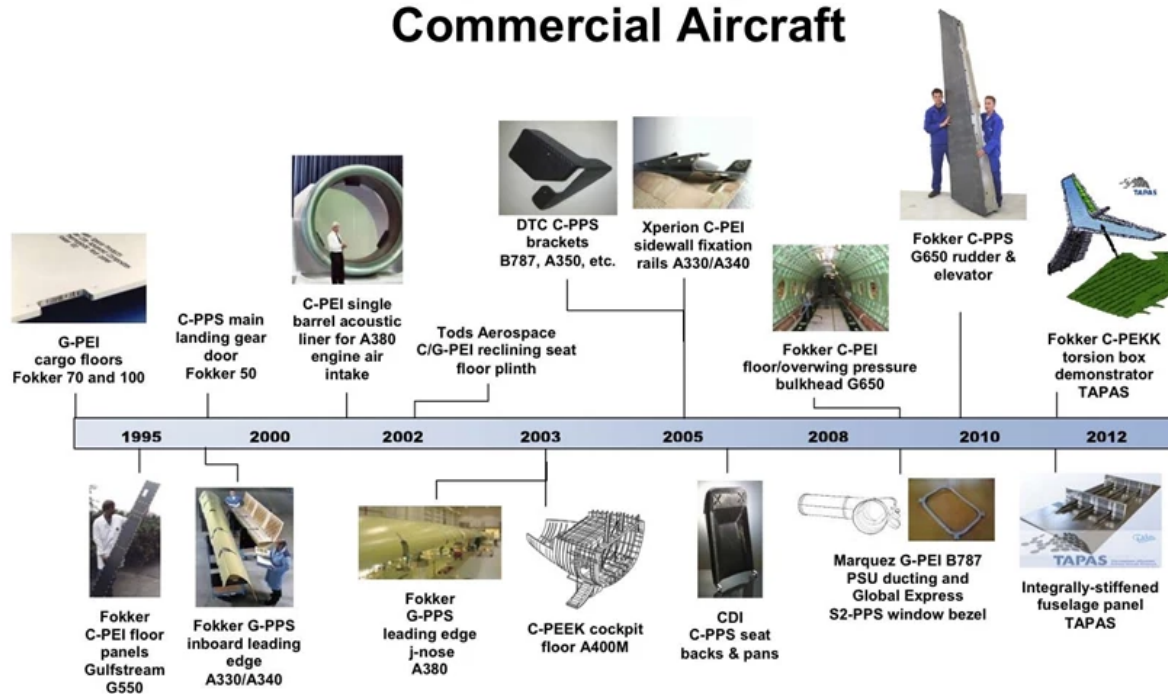 Commercial Aircraft
G-PEI
cargo floors
Fokker 70 and 100
C-PPS main
landing gear
door
Fokker 50
C-PEI single
barrel acoustic
liner for A380
engine air
intake
Tods Aerospace
C/G-PEI reclining seat
floor plinth
DTC C-PPS
brackets
B787, A350, etc.
Xperion C-PEI
sidewall fixation
rails A330/A340
Fokker C-PEI
floor/overwing pressure
bulkhead G650
Fokker C-PPS
G650 rudder &
elevator
TAPAS
Fokker C-PEKK
torsion box
demonstrator
TAPAS
1995
2000
2002
2003
2005
2008
2010
2012
Fokker
C-PEI floor
panels
Gulfstream
G550
Fokker G-PPS
inboard leading
edge
A330/A340
Fokker
G-PPS
leading edge
j-nose
A380
C-PEEK cockpit
floor A400M
CDI
C-PPS seat
backs & pans
Marquez G-PEI B787
PSU ducting and
Global Express
S2-PPS window bezel
TAPAS
Integrally-stiffened
fuselage panel
TAPAS